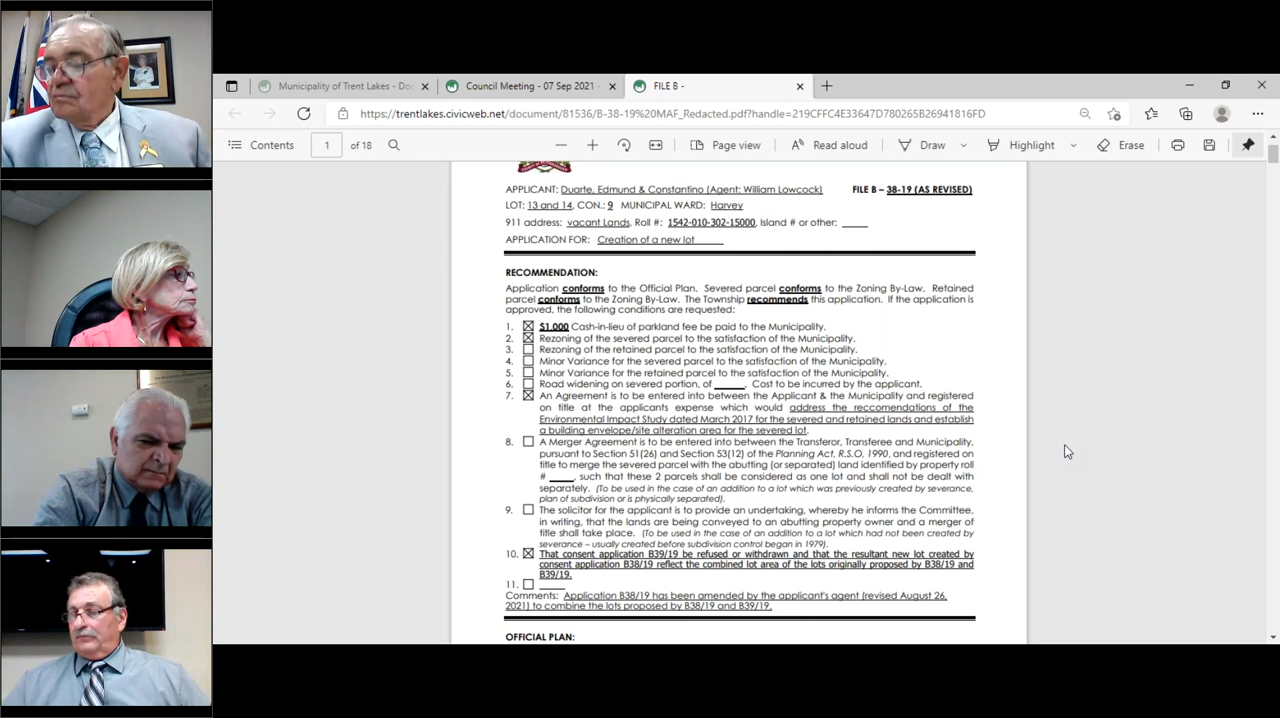 Municipality of Trent Lakes - Doc
Council Meeting - 07 Sep 2021
FILE B -
https://trentlakes.civicweb.net/document/81536/B-38-19%20MAF_Redacted.pdf?handle=219CFFC4E33647D780265B26941816FD
Contents 1 of 18 Page view Read aloud Draw Highlight Erase
APPLICANT: Duarte, Edmund & Constantino (Agent: William Lowcock) FILE B – 38-19 (AS REVISED)
LOT: 13 and 14, CON.: 9 MUNICIPAL WARD: Harvey
911 address: vacant Lands, Roll #: 1542-010-302-15000, Island # or other:
APPLICATION FOR: Creation of a new lot
RECOMMENDATION:
Application conforms to the Official Plan. Severed parcel conforms to the Zoning By-Law. Retained
parcel conforms to the Zoning By-Law. The Township recommends this application. If the application is
approved, the following conditions are requested:
1. $1,000 Cash-in-lieu of parkland fee be paid to the Municipality.
2. Rezoning of the severed parcel to the satisfaction of the Municipality.
3. Rezoning of the retained parcel to the satisfaction of the Municipality.
4. Minor Variance for the severed parcel to the satisfaction of the Municipality.
5. Minor Variance for the retained parcel to the satisfaction of the Municipality.
6. Road widening on severed portion, of _____. Cost to be incurred by the applicant.
7. An Agreement is to be entered into between the Applicant & the Municipality and registered
on title at the applicants expense which would address the reccomendations of the
Environmental Impact Study dated March 2017 for the severed and retained lands and establish
a building envelope/site alteration area for the severed lot.
8. A Merger Agreement is to be entered into between the Transferor, Transferee and Municipality,
pursuant to Section 51(26) and Section 53(12) of the Planning Act, R.S.O, 1990, and registered on
title to merge the severed parcel with the abutting (or separated) land identified by property roll
# _____, such that these 2 parcels shall be considered as one lot and shall not be dealt with
separately. (To be used in the case of an addition to a lot which was previously created by severance,
plan of subdivision or is physically separated).
9. The solicitor for the applicant is to provide an undertaking, whereby he informs the Committee,
in writing, that the lands are being conveyed to an abutting property owner and a merger of
title shall take place. (To be used in the case of an addition to a lot which had not been created by
severance – usually created before subdivision control began in 1979).
10. That consent application B39/19 be refused or withdrawn and that the resultant new lot created by
consent application B38/19 reflect the combined lot area of the lots originally proposed by B38/19 and
B39/19.
11. _____
Comments: Application B38/19 has been amended by the applicant's agent (revised August 26,
2021) to combine the lots proposed by B38/19 and B39/19.
OFFICIAL PLAN: